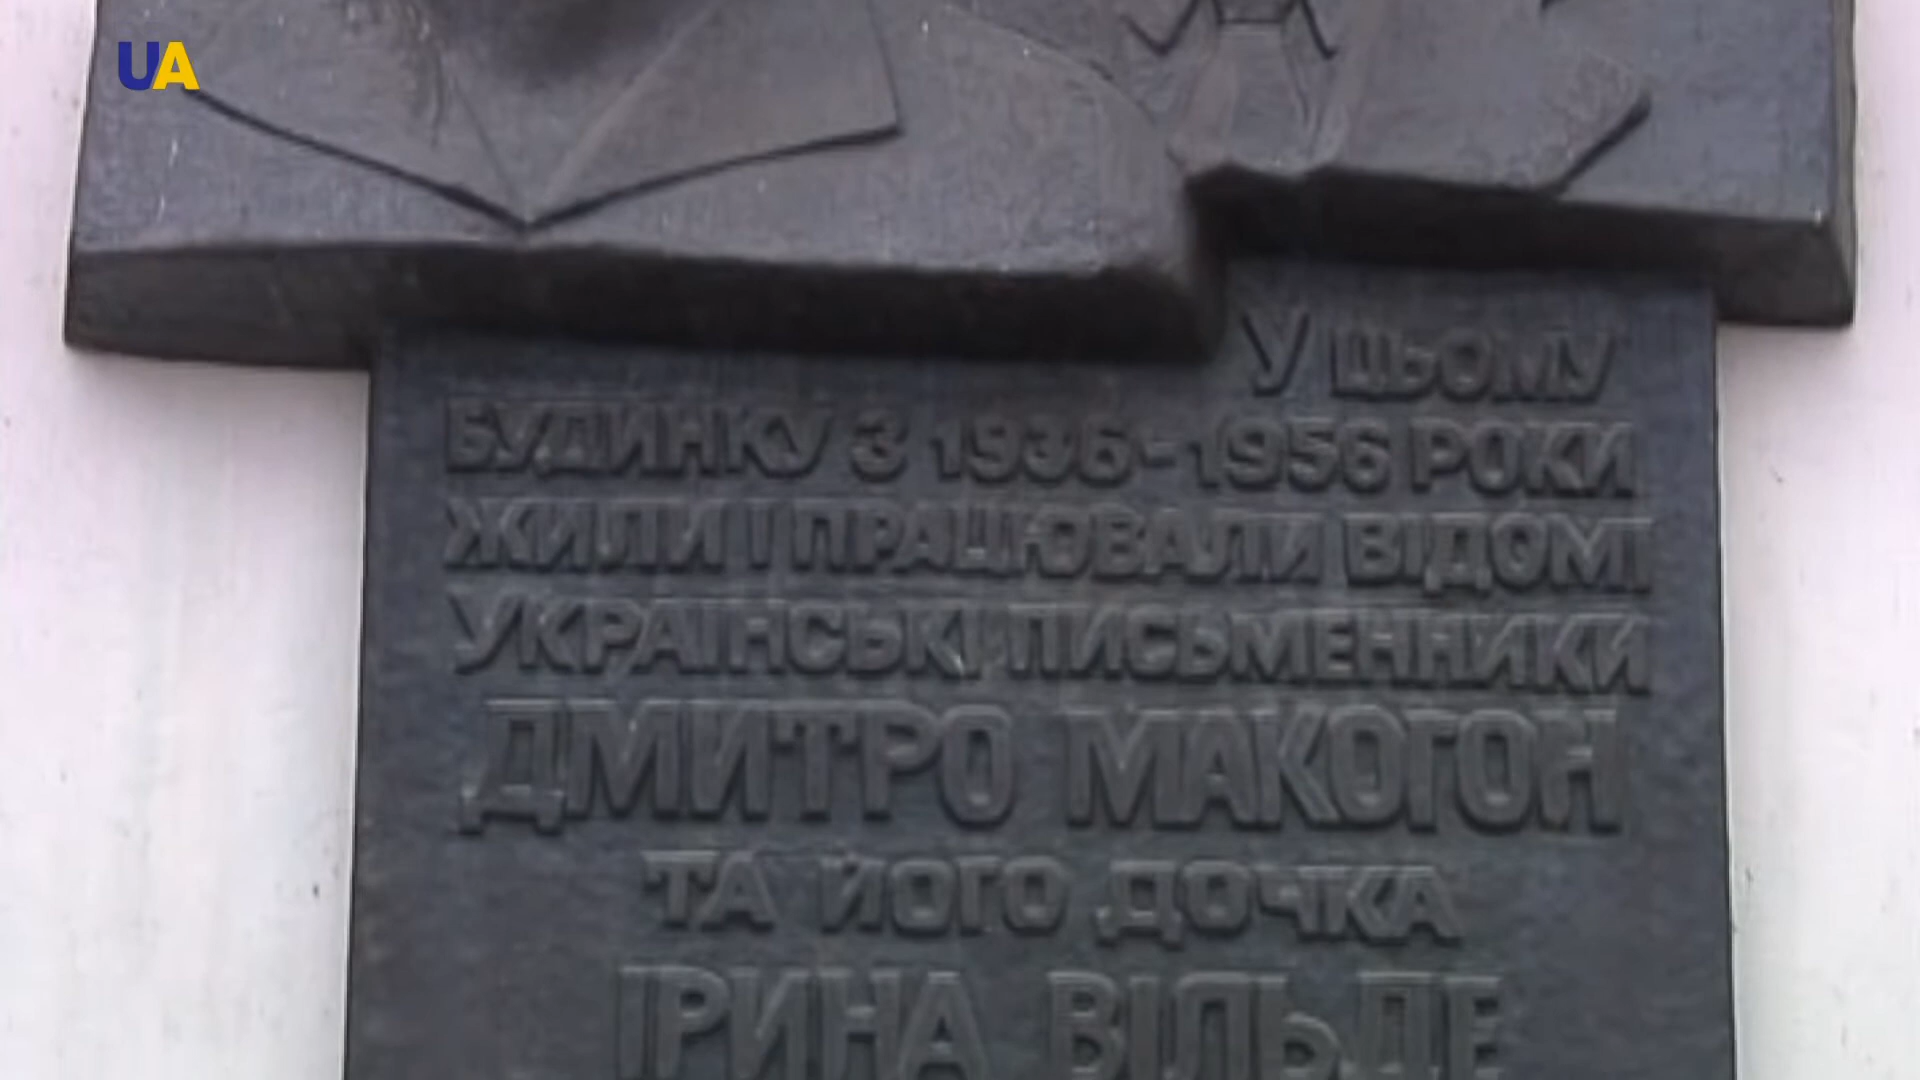 UA
У ЦЬОМУ
БУДИНКУ З 1936-1956 РОКИ
ЖИЛИ І ПРАЦЮВАЛИ ВІДОМІ
УКРАЇНСЬКІ ПИСЬМЕННИКИ
ДМИТРО МАКОГОН
ТА ЙОГО ДОЧКА
ІРИНА ВІЛЬДЕ